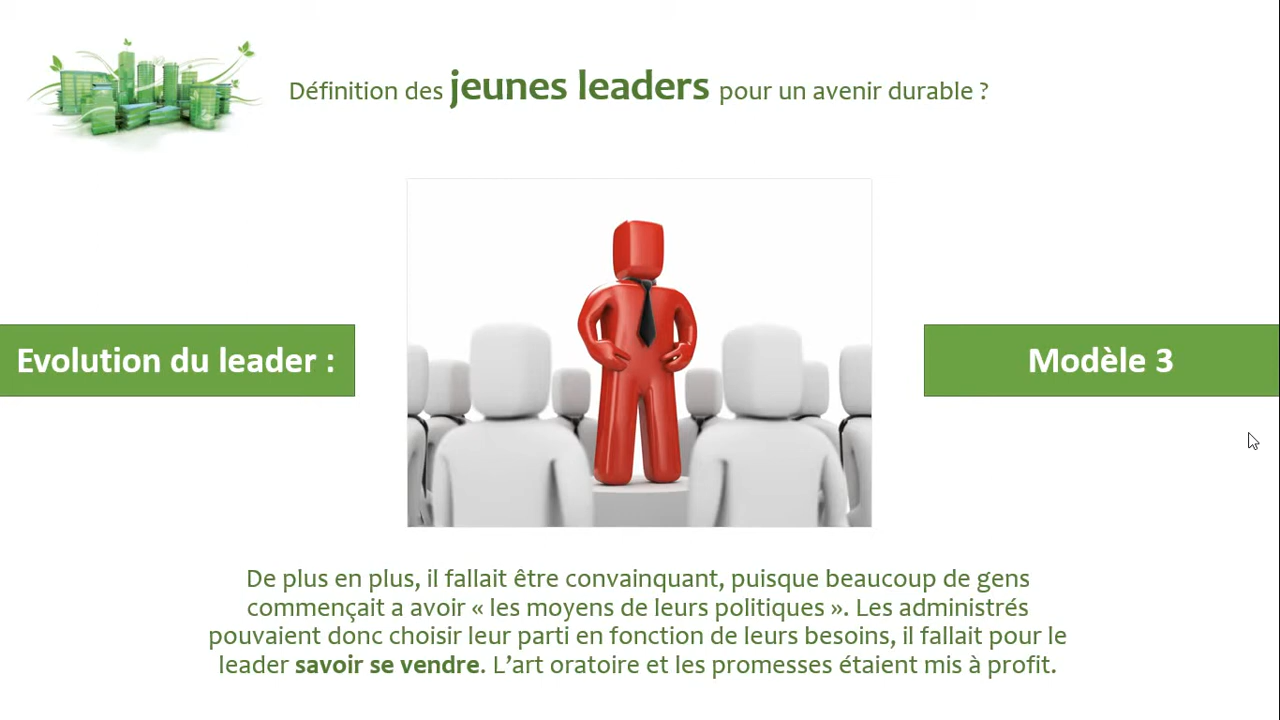 Définition des jeunes leaders pour un avenir durable ?
Evolution du leader :
Modèle 3
De plus en plus, il fallait être convainquant, puisque beaucoup de gens
commençait a avoir « les moyens de leurs politiques ». Les administrés
pouvaient donc choisir leur parti en fonction de leurs besoins, il fallait pour le
leader savoir se vendre. L’art oratoire et les promesses étaient mis à profit.